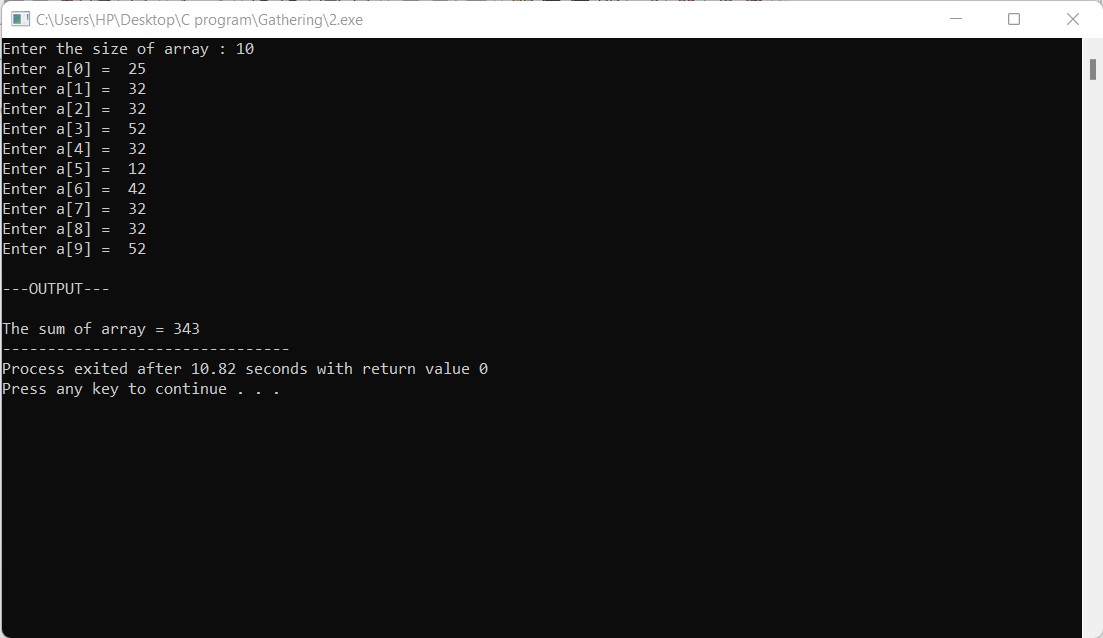 C:\Users\HP\Desktop\C program\Gathering\2.exe
Enter the size of array : 10
Enter a[0] =  25
Enter a[1] =  32
Enter a[2] =  32
Enter a[3] =  52
Enter a[4] =  32
Enter a[5] =  12
Enter a[6] =  42
Enter a[7] =  32
Enter a[8] =  32
Enter a[9] =  52
---OUTPUT---
The sum of array = 343
--------------------------------
Process exited after 10.82 seconds with return value 0
Press any key to continue . . .